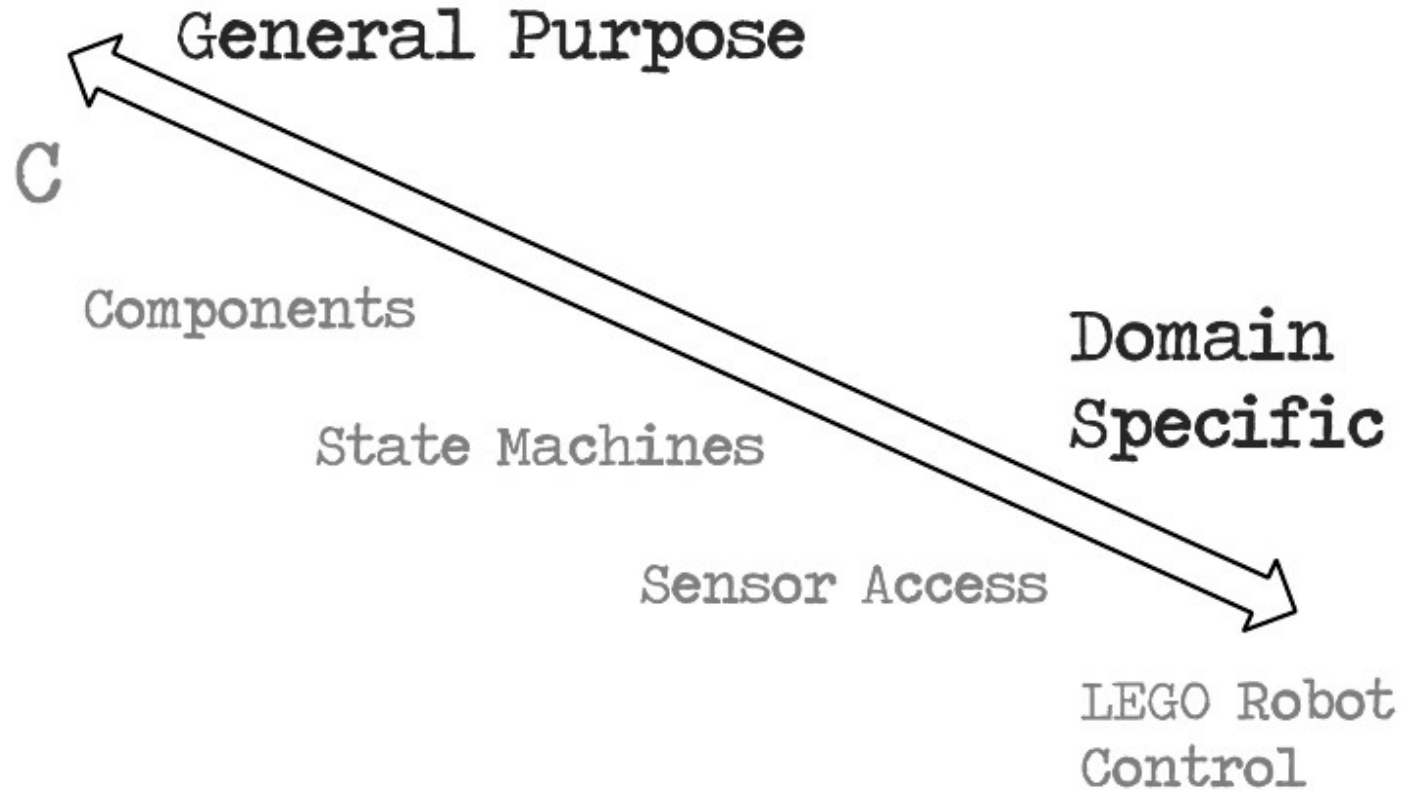 General Purpose
C
Components
Domain
Specific
State Machines
Sensor Access
LEGO Robot
Control